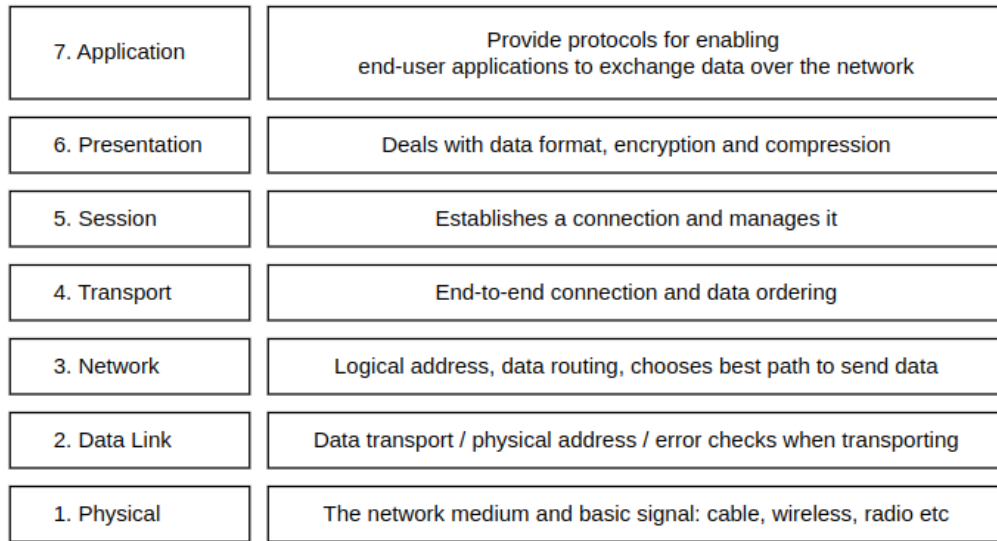 7. Application
Provide protocols for enabling
end-user applications to exchange data over the network
6. Presentation
Deals with data format, encryption and compression
5. Session
Establishes a connection and manages it
4. Transport
End-to-end connection and data ordering
3. Network
Logical address, data routing, chooses best path to send data
2. Data Link
Data transport / physical address / error checks when transporting
1. Physical
The network medium and basic signal: cable, wireless, radio etc